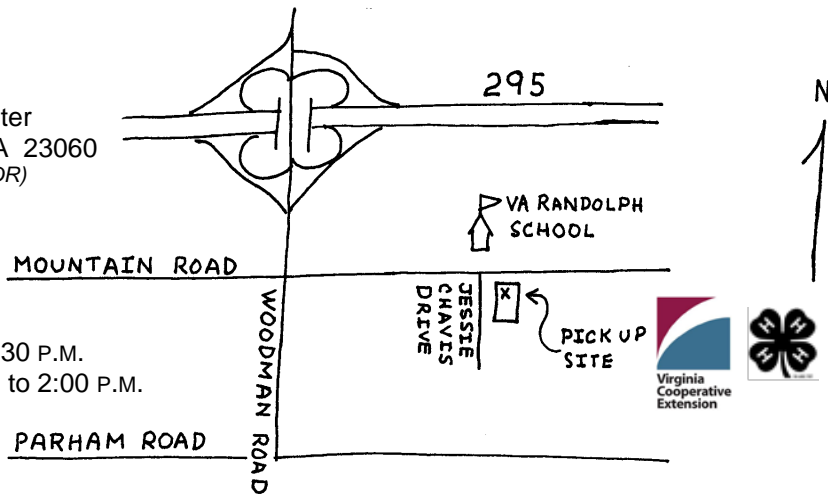 295
N
ter
A 23060
OR)
VA RANDOLPH
SCHOOL
MOUNTAIN ROAD
JESSIE
CHAVIS
DRIVE
X
PICK UP
SITE
WOODMAN ROAD
30 P.M.
to 2:00 P.M.
PARHAM ROAD
Virginia
Cooperative
Extension
H H
H H